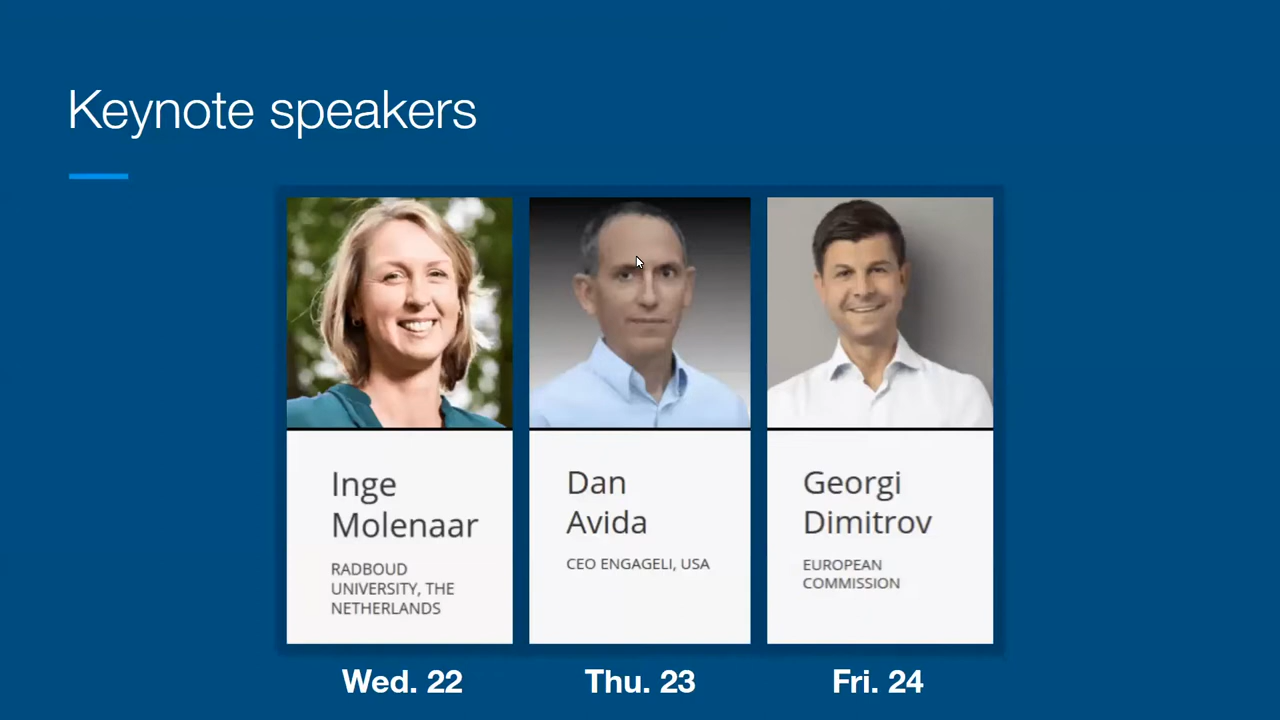 Keynote speakers
Inge
Molenaar
RADBOUD
UNIVERSITY, THE
NETHERLANDS
Wed. 22
Dan
Avida
CEO ENGAGELI, USA
Thu. 23
Georgi
Dimitrov
EUROPEAN
COMMISSION
Fri. 24